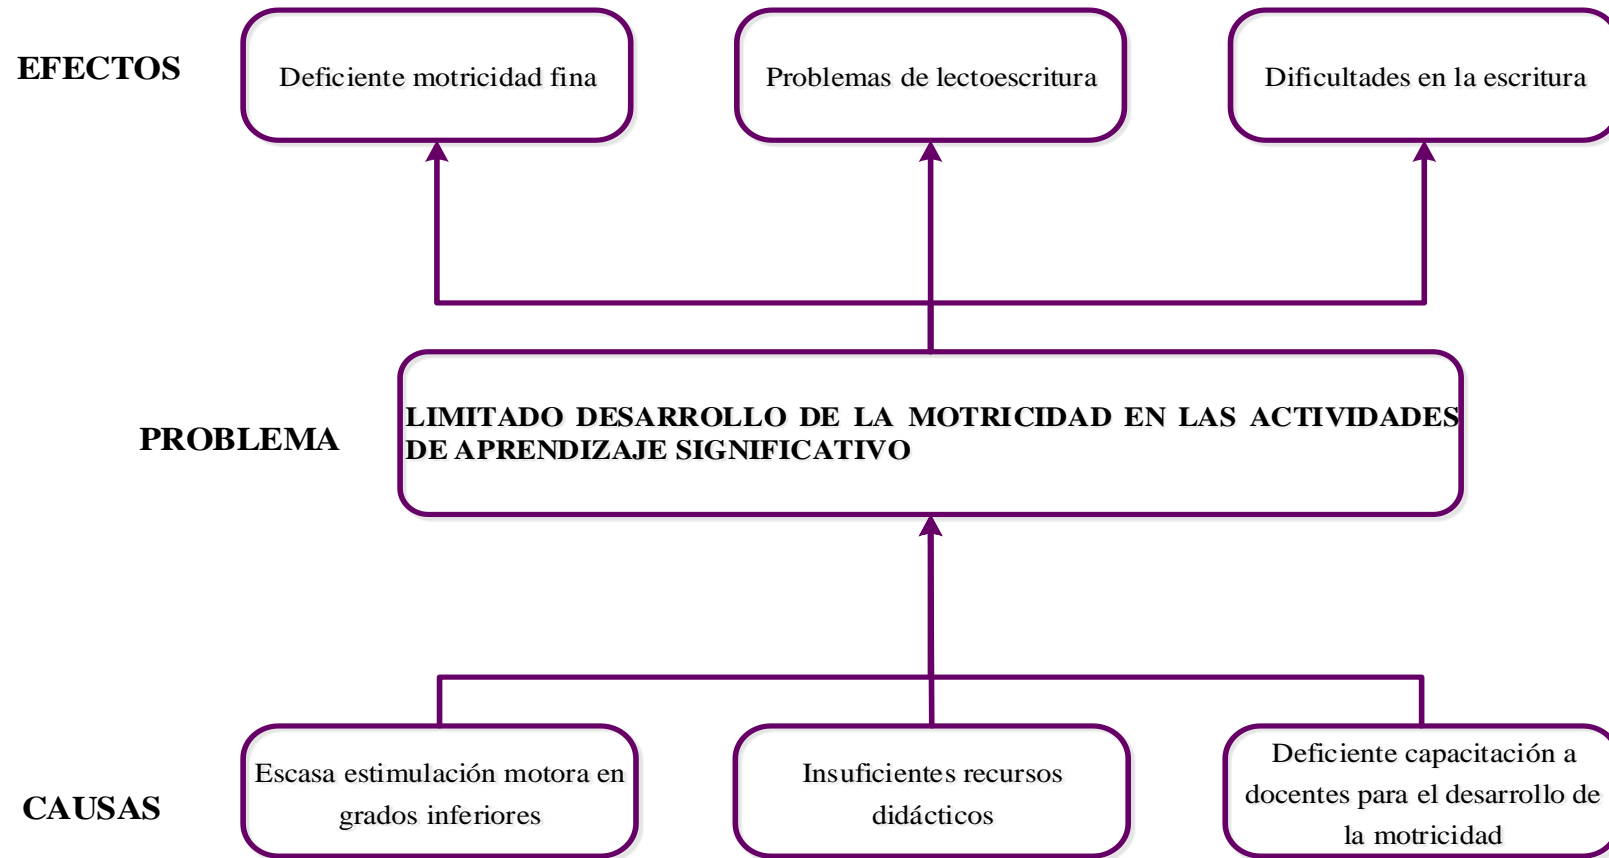 EFECTOS
Deficiente motricidad fina
Problemas de lectoescritura
Dificultades en la escritura
PROBLEMA
LIMITADO DESARROLLO DE LA MOTRICIDAD EN LAS ACTIVIDADES
DE APRENDIZAJE SIGNIFICATIVO
CAUSAS
Escasa estimulación motora en
grados inferiores
Insuficientes recursos
didácticos
Deficiente capacitación a
docentes para el desarrollo de
la motricidad